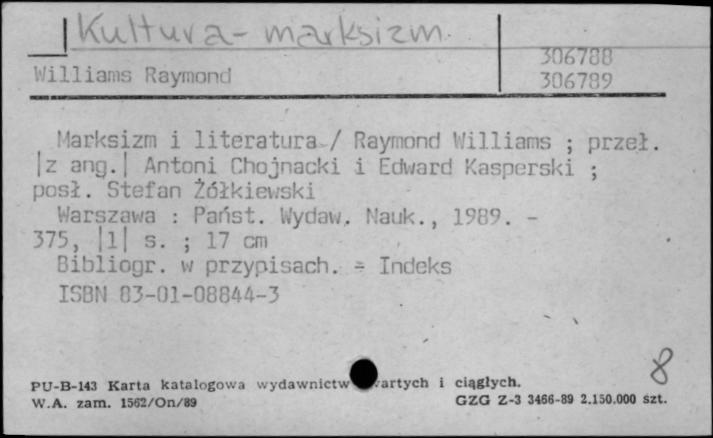 Kultura - marksizm.
306788
Williams Raymond 306789
Marksizm i literatura / Raymond Williams ; przeł.
|z ang.| Antoni Chojnacki i Edward Kasperski ;
posł. Stefan Żółkiewski
Warszawa : Państ. Wydaw. Nauk., 1989. -
375, |1| s. ; 17 cm
Bibliogr. w przypisach. - Indeks
ISBN 83-01-08844-3
8
PU-B-143 Karta katalogowa wydawnictw ciągłych i ciągłych.
W.A. zam. 1562/On/89 GZG Z-3 3466-89 2.150.000 szt.